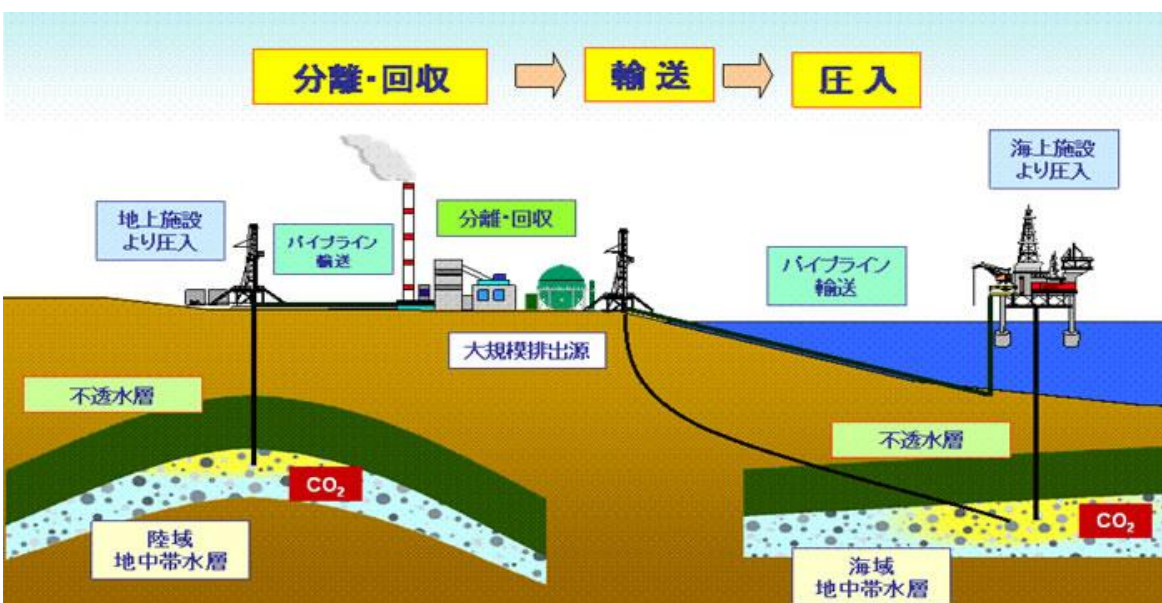 分離・回収
輸送
圧入
海上施設
より圧入
地上施設
より圧入
パイプライン
輸送
分離・回収
パイプライン
輸送
大規模排出源
不透水層
不透水層
CO₂
CO₂
陸域
地中帯水層
海域
地中帯水層